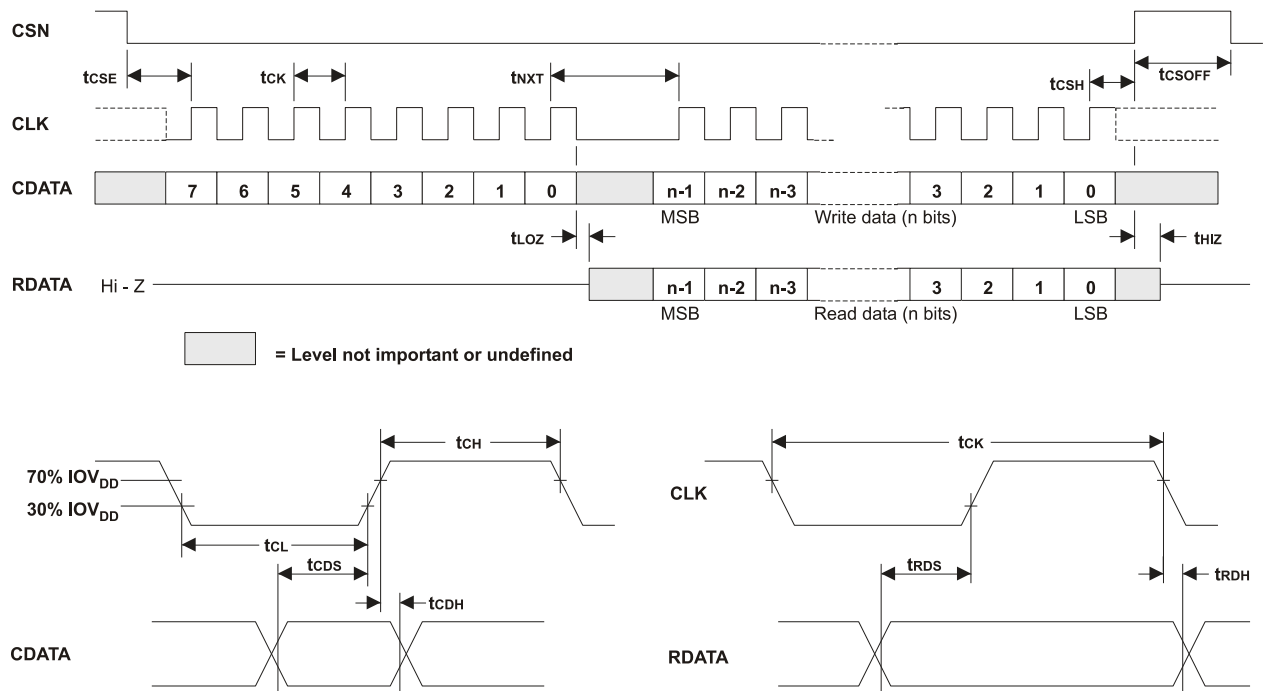 CSN
tCSE
tCK
tNXT
tCSH
tCSOFF
CLK
CDATA
7 6 5 4 3 2 1 0 n-1 n-2 n-3 3 2 1 0
MSB Write data (n bits) LSB
tLOZ
tHIZ
RDATA Hi - Z
n-1 n-2 n-3 3 2 1 0
MSB Read data (n bits) LSB
= Level not important or undefined
tCH
70% IOVDD
30% IOVDD
tCL
tCDS
tCDH
CDATA
tCK
CLK
tRDS
tRDH
RDATA